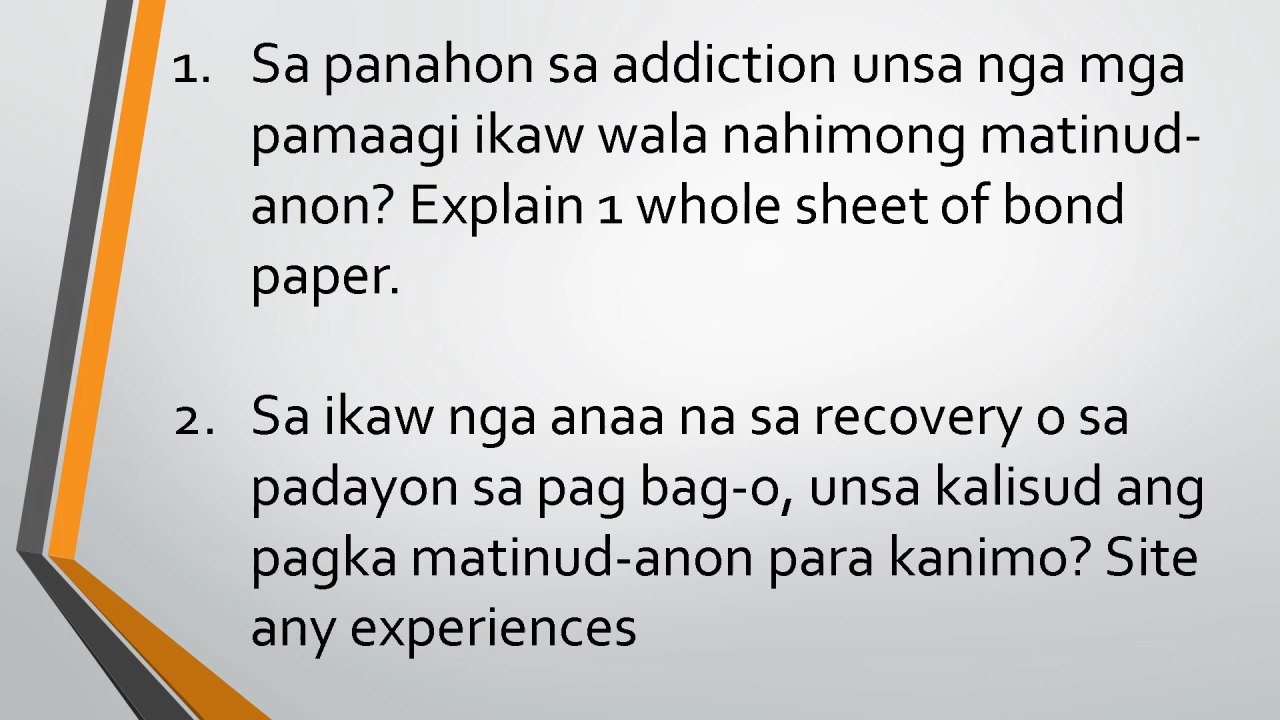 1. Sa panahon sa addiction unsa nga mga
pamaagi ikaw wala nahimong matinud-
anon? Explain 1 whole sheet of bond
paper.
2. Sa ikaw nga anaa na sa recovery o sa
padayon sa pag bag-o, unsa kalisud ang
pagka matinud-anon para kanimo? Site
any experiences